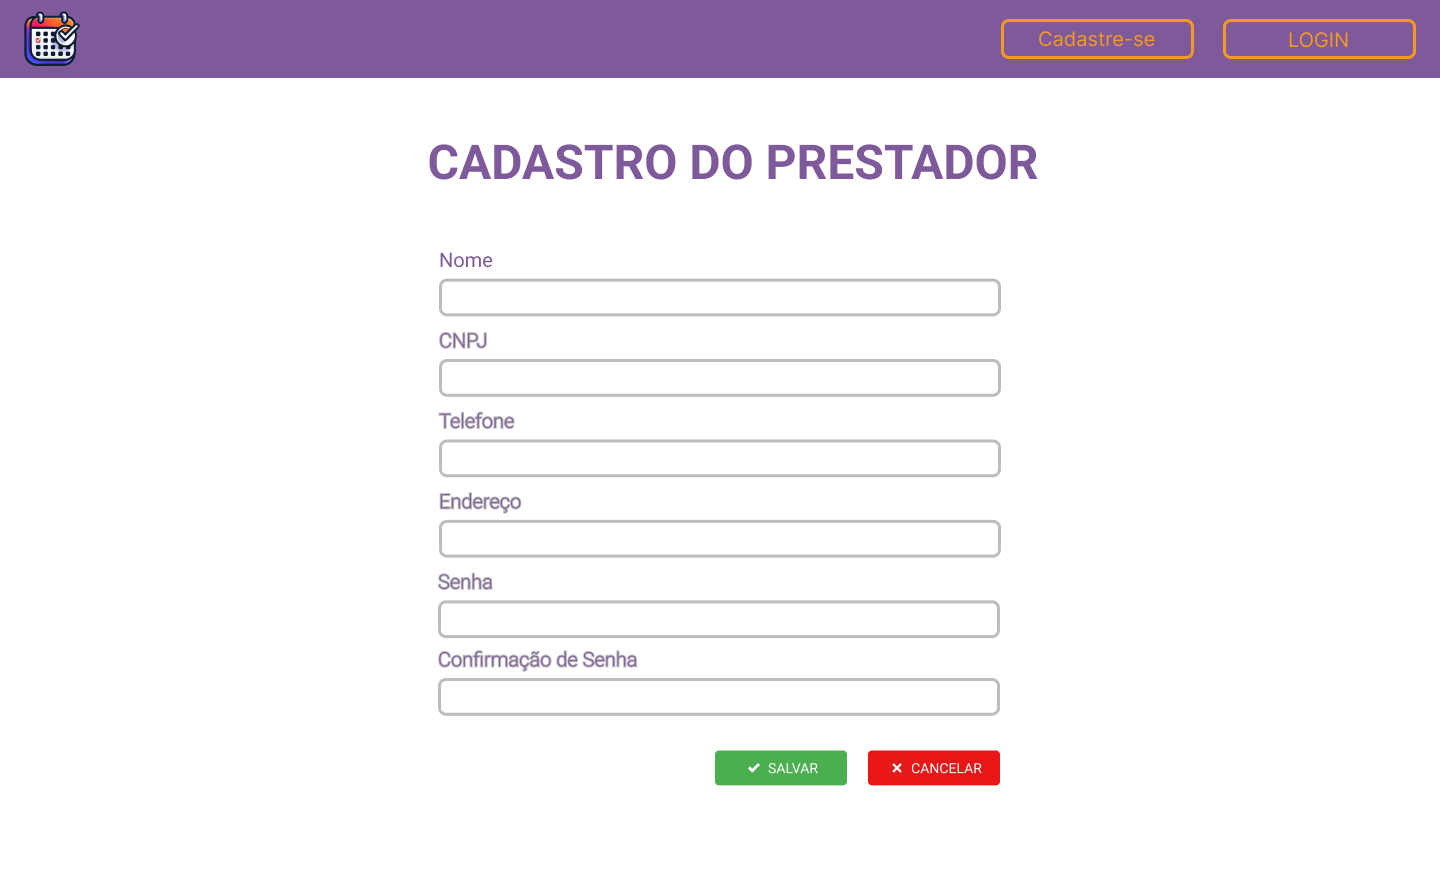 Cadastre-se
LOGIN
CADASTRO DO PRESTADOR
Nome
CNPJ
Telefone
Endereço
Senha
Confirmação de Senha
SALVAR
CANCELAR